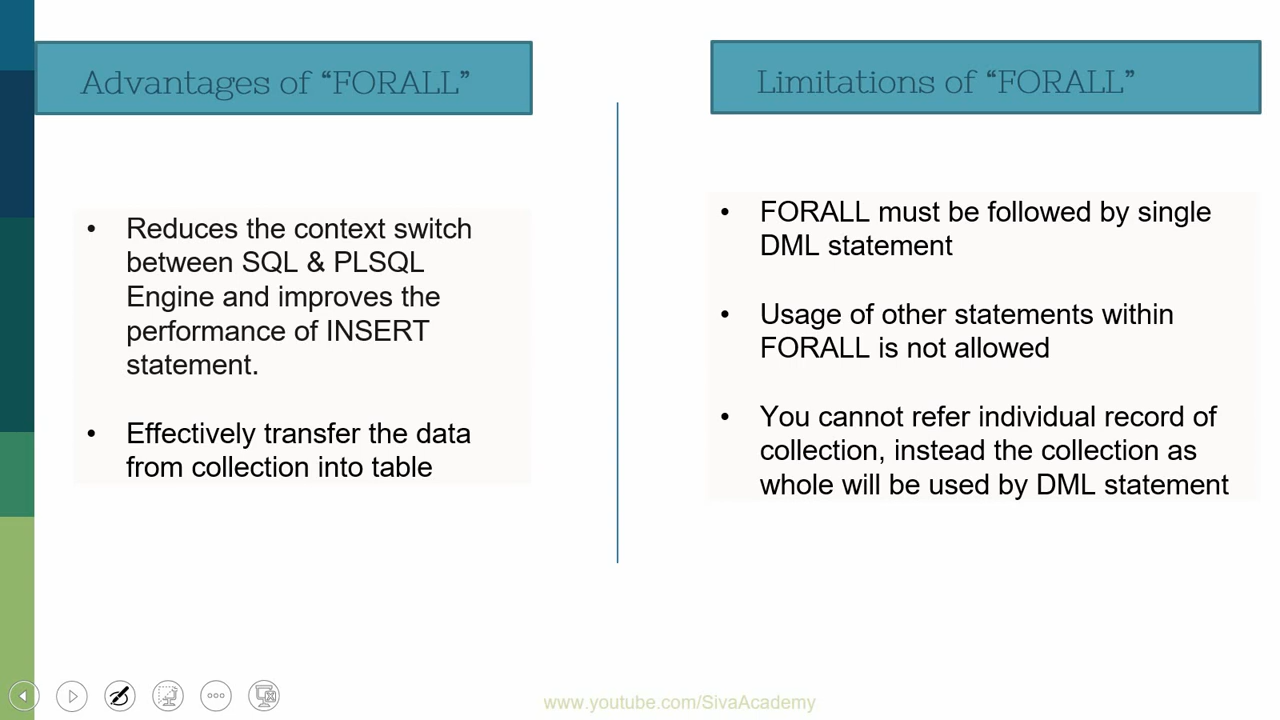 Advantages of “FORALL”
• Reduces the context switch
between SQL & PLSQL
Engine and improves the
performance of INSERT
statement.
• Effectively transfer the data
from collection into table
Limitations of “FORALL”
• FORALL must be followed by single
DML statement
• Usage of other statements within
FORALL is not allowed
• You cannot refer individual record of
collection, instead the collection as
whole will be used by DML statement
www.youtube.com/SivaAcademy